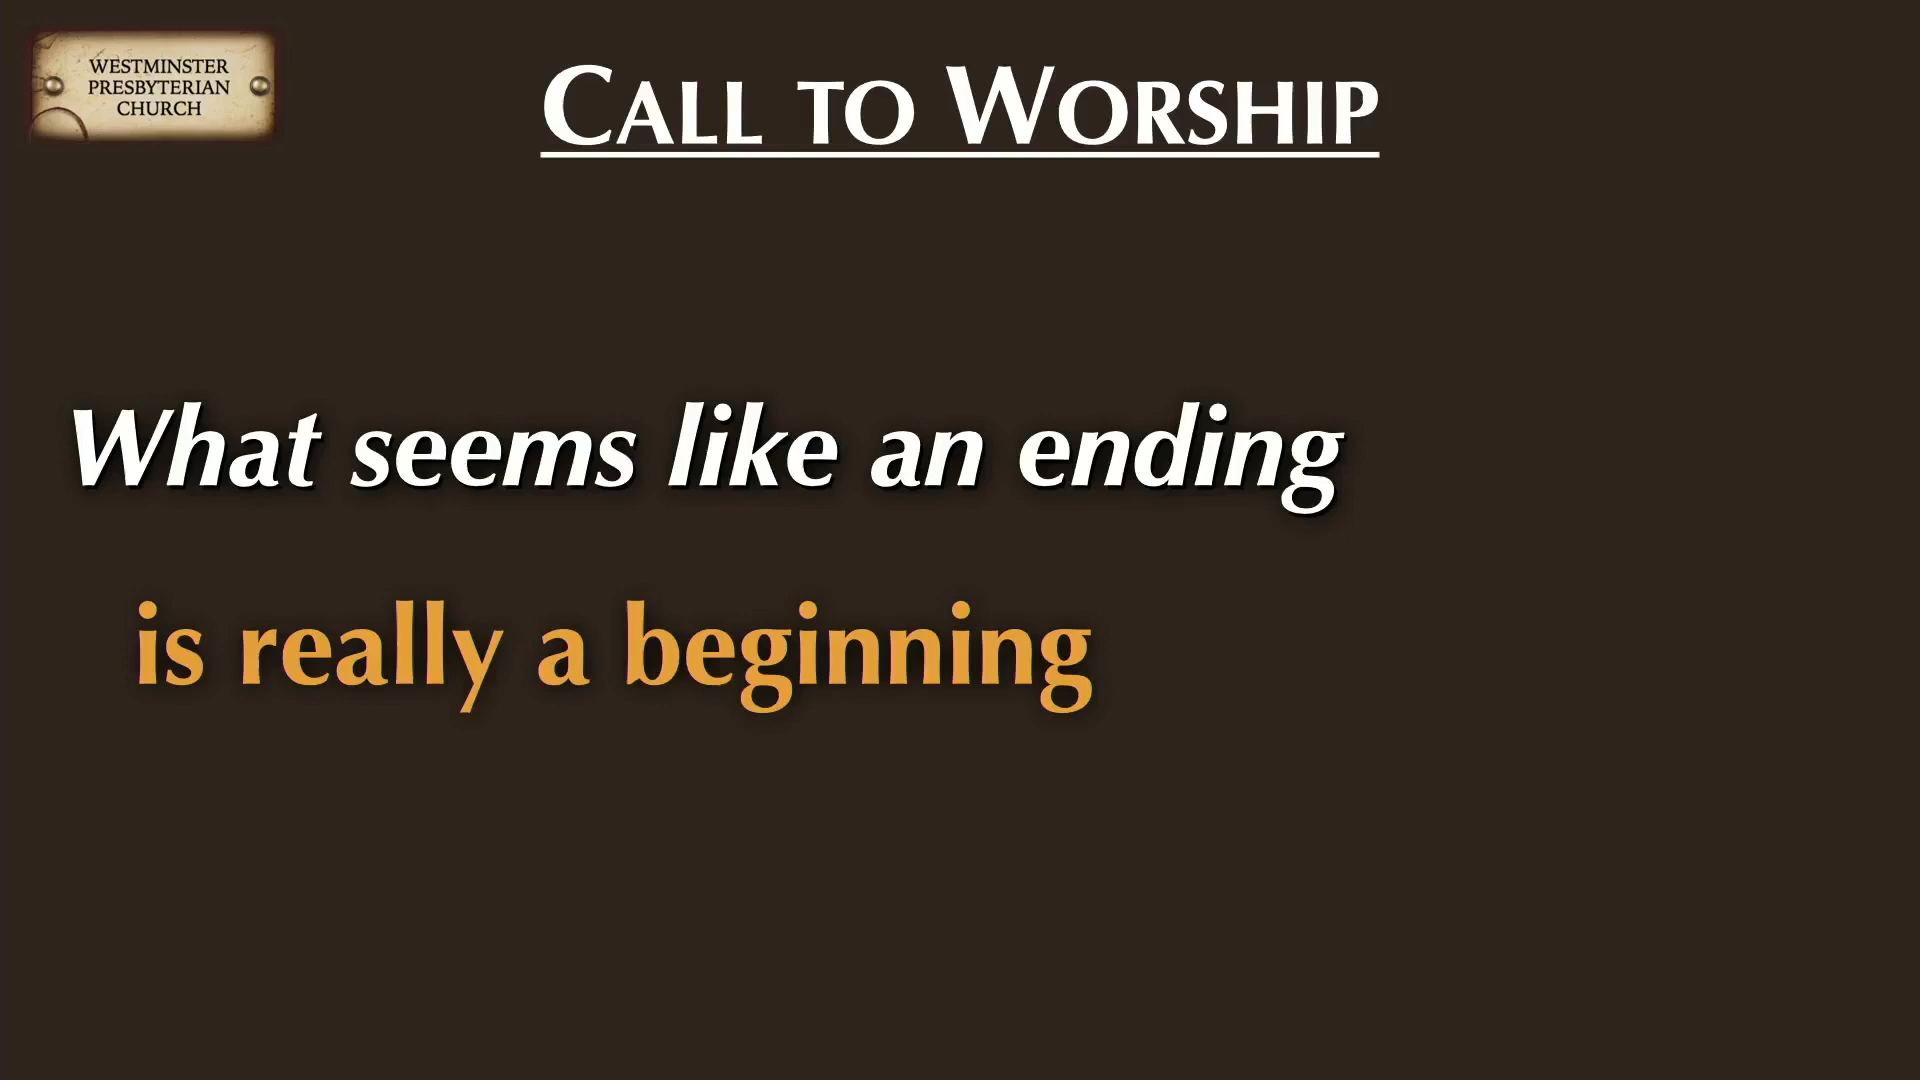 WESTMINSTER
PRESBYTERIAN
CHURCH
CALL TO WORSHIP
What seems like an ending
is really a beginning